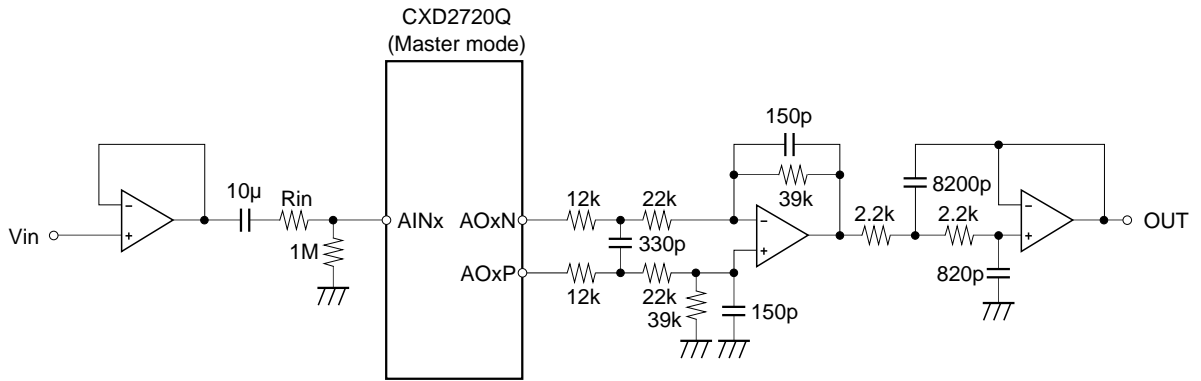 CXD2720Q
(Master mode)
Vin
−
+
10µ
Rin
1M
AINx
AOxN
AOxP
12k
22k
330p
12k
22k
39k
150p
150p
39k
−
+
2.2k
8200p
2.2k
820p
−
+
OUT